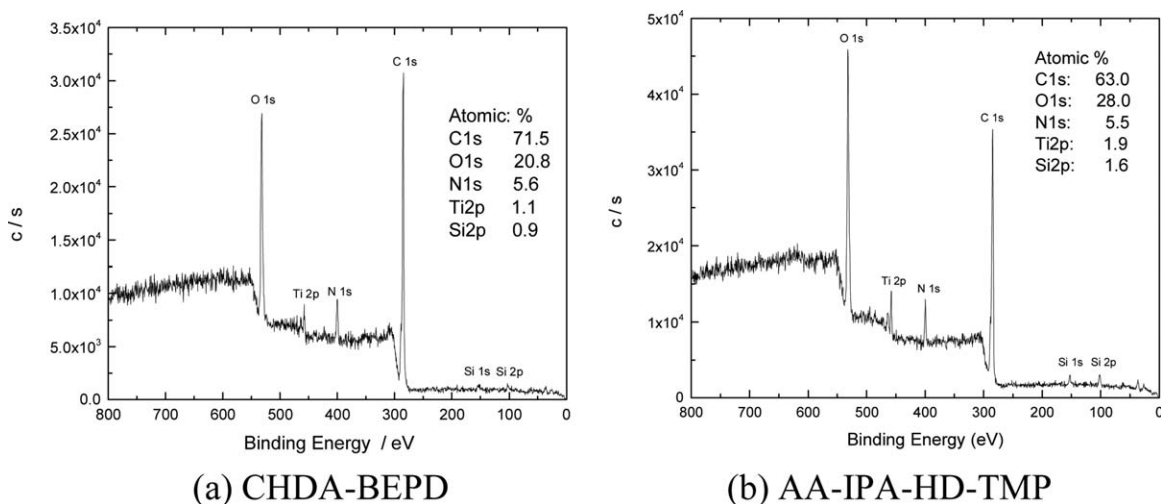 3.5x10⁴
3.0x10⁴
2.5x10⁴
2.0x10⁴
1.5x10⁴
1.0x10⁴
5.0x10³
0.0
c / s
O 1s
C 1s
Ti 2p
N 1s
Si 1s
Si 2p
Atomic: %
C1s 71.5
O1s 20.8
N1s 5.6
Ti2p 1.1
Si2p 0.9
800 700 600 500 400 300 200 100 0
Binding Energy / eV
(a) CHDA-BEPD
5x10⁴
4x10⁴
3x10⁴
2x10⁴
1x10⁴
0
c / s
O 1s
C 1s
Ti 2p
N 1s
Si 1s
Si 2p
Atomic %
C1s: 63.0
O1s: 28.0
N1s: 5.5
Ti2p: 1.9
Si2p: 1.6
800 700 600 500 400 300 200 100 0
Binding Energy (eV)
(b) AA-IPA-HD-TMP